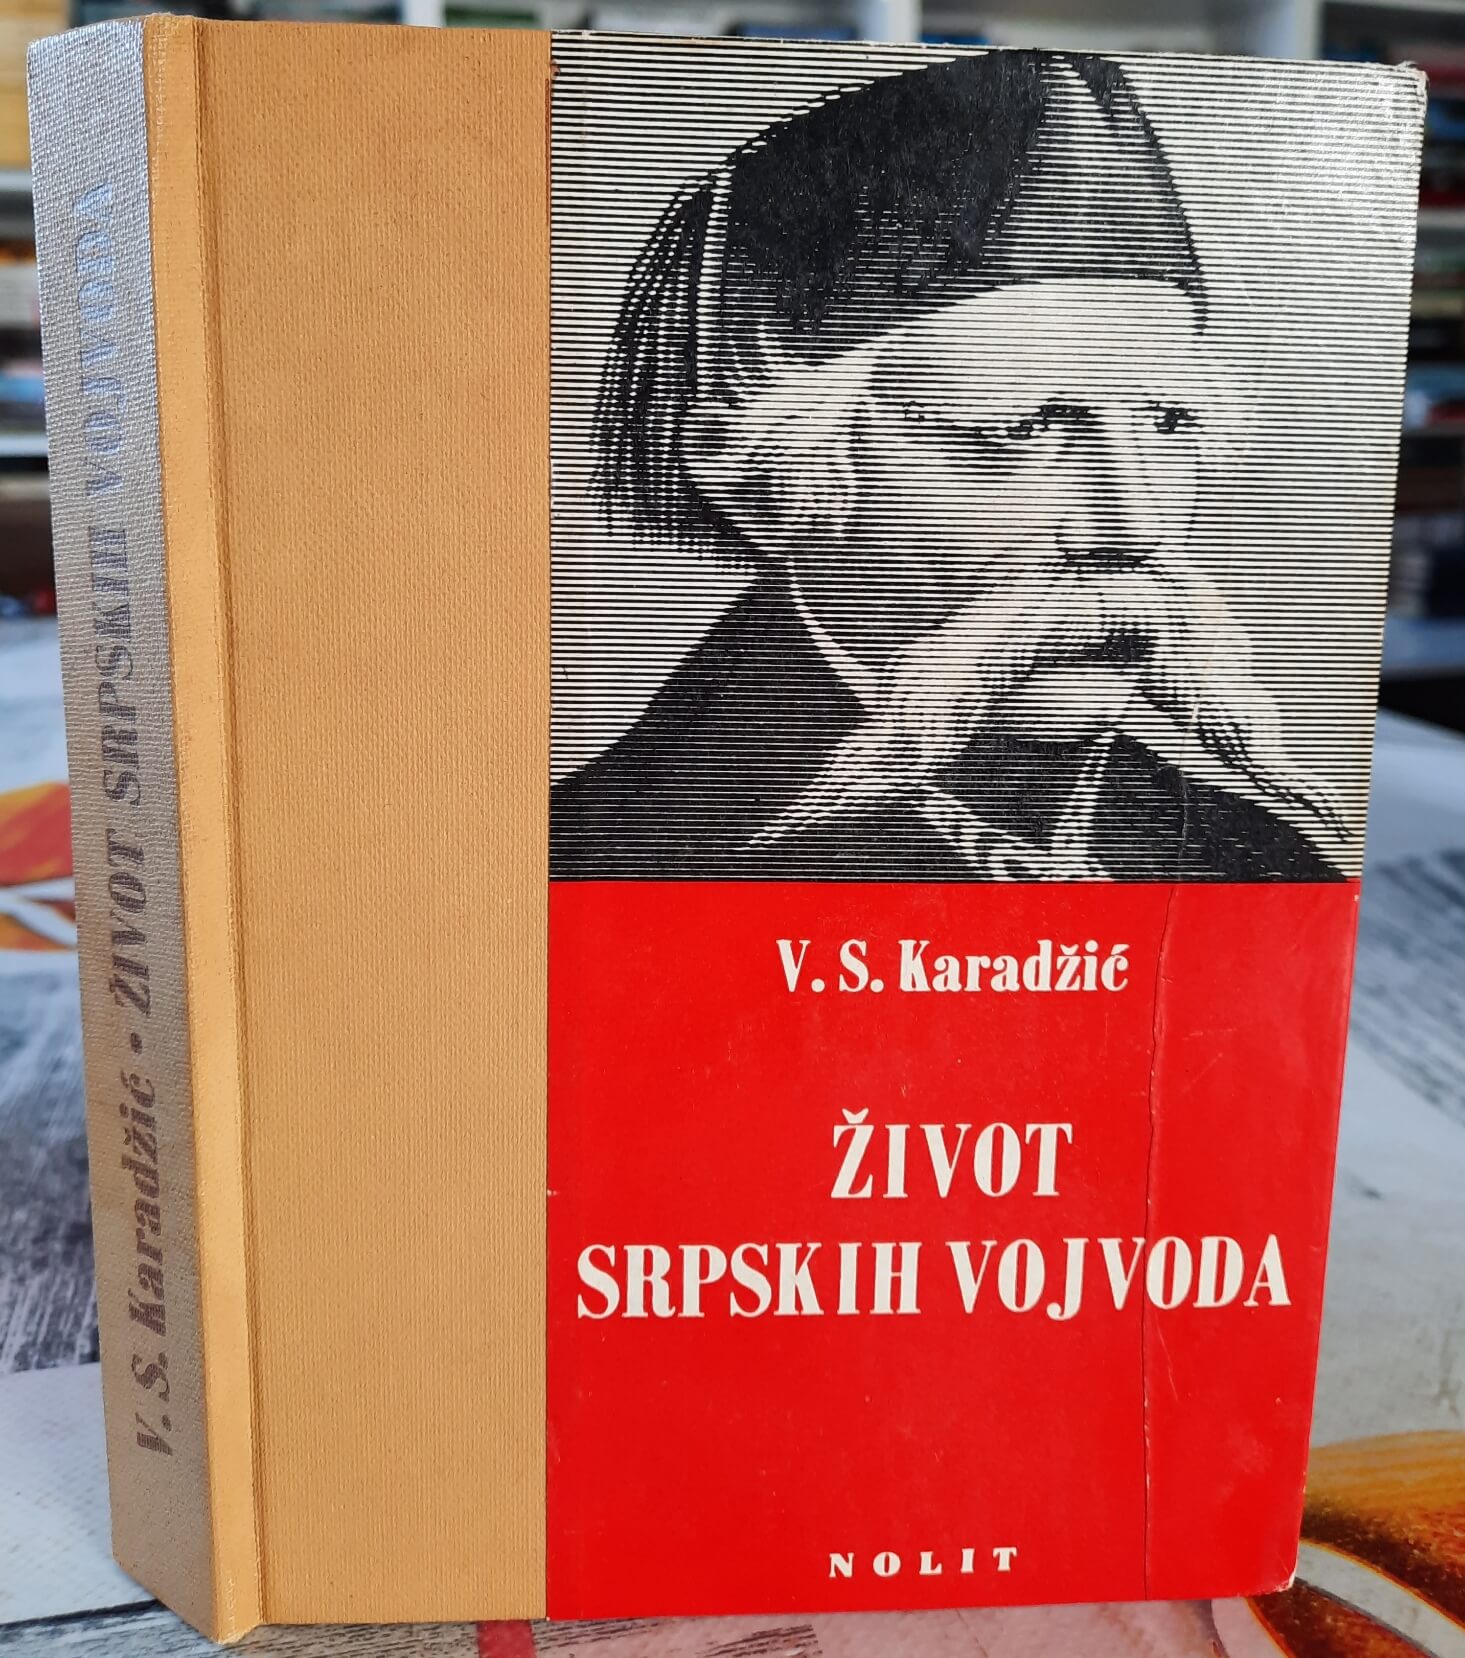 V. S. Karadžić • ŽIVOT SRPSKIH VOJVODA
V. S. Karadžić
ŽIVOT
SRPSKIH VOJVODA
NOLIT